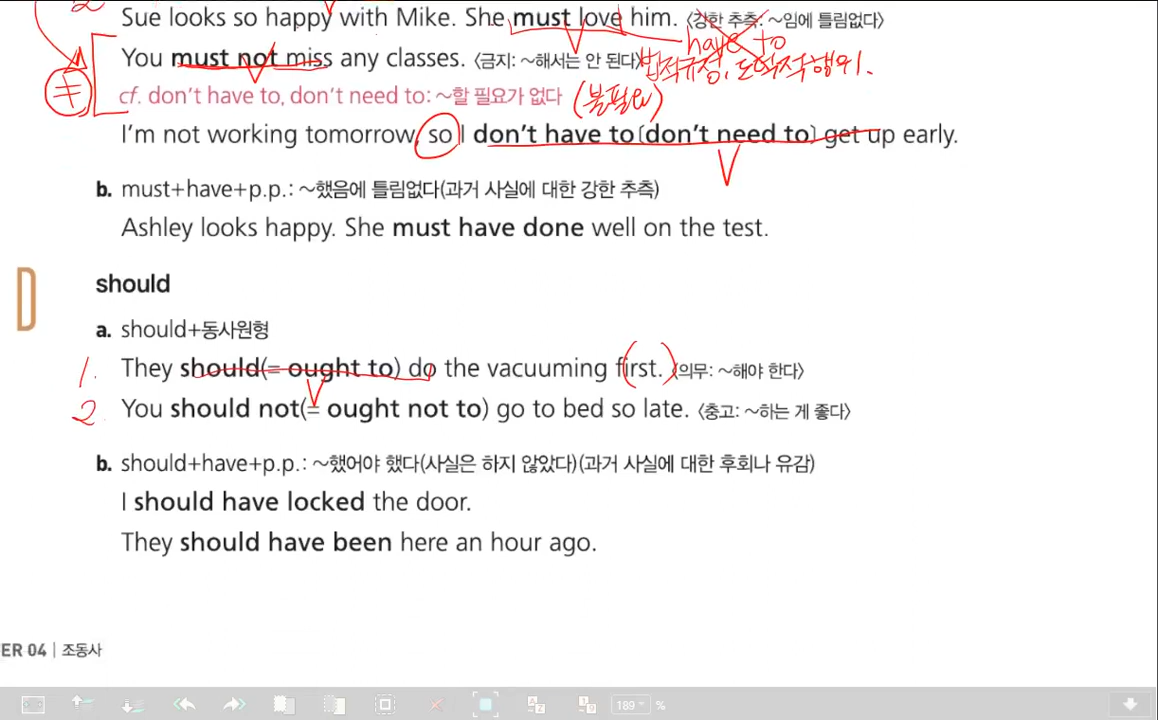 Sue looks so happy with Mike. She must love him. 〈강한 추측: ~임에 틀림없다〉
have to
You must not miss any classes. 〈금지: ~해서는 안 된다〉 법적규정, 도덕적행위.
cf. don't have to, don't need to: ~할 필요가 없다 (불필요)
I'm not working tomorrow, so I don't have to(don't need to) get up early.
b. must+have+p.p.: ~했음에 틀림없다(과거 사실에 대한 강한 추측)
Ashley looks happy. She must have done well on the test.
D should
a. should+동사원형
1. They should(= ought to) do the vacuuming first. 〈의무: ~해야 한다〉
2. You should not(= ought not to) go to bed so late. 〈충고: ~하는 게 좋다〉
b. should+have+p.p.: ~했어야 했다(사실은 하지 않았다)(과거 사실에 대한 후회나 유감)
I should have locked the door.
They should have been here an hour ago.
ER 04 | 조동사
189 %